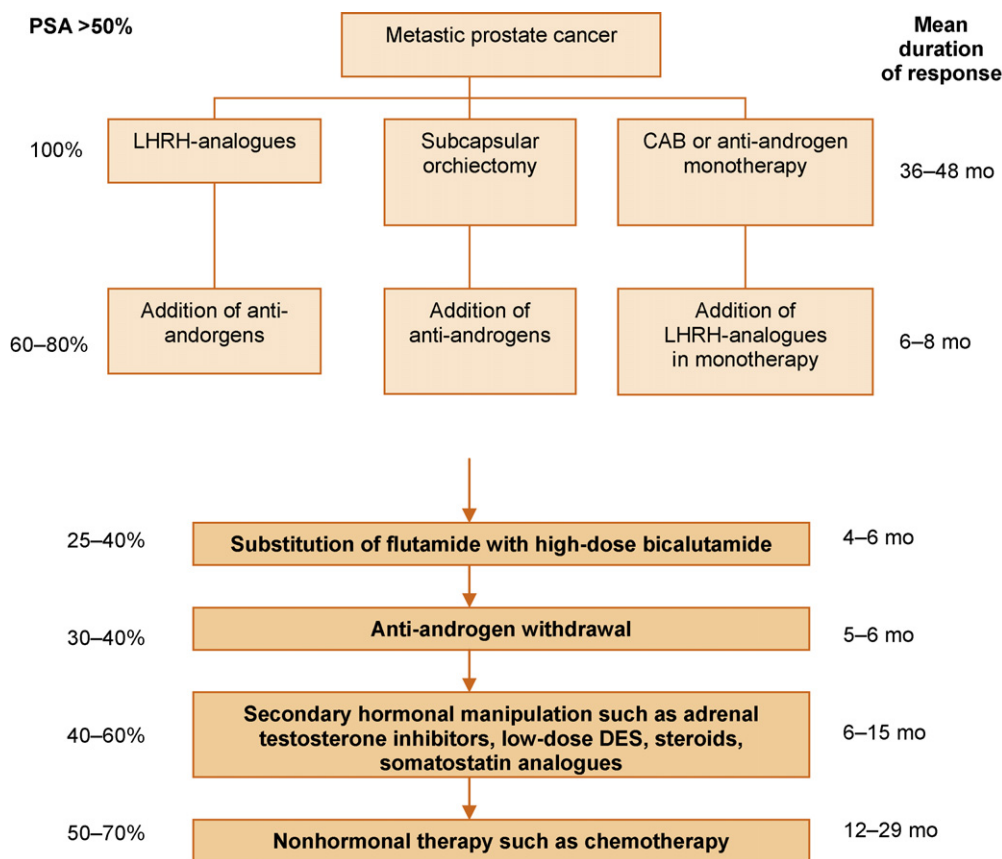 PSA >50%
Metastic prostate cancer
Mean
duration
of response
100%
LHRH-analogues
Subcapsular
orchiectomy
CAB or anti-androgen
monotherapy
36–48 mo
60–80%
Addition of anti-
andorgens
Addition of
anti-androgens
Addition of
LHRH-analogues
in monotherapy
6–8 mo
25–40%
Substitution of flutamide with high-dose bicalutamide
4–6 mo
30–40%
Anti-androgen withdrawal
5–6 mo
40–60%
Secondary hormonal manipulation such as adrenal
testosterone inhibitors, low-dose DES, steroids,
somatostatin analogues
6–15 mo
50–70%
Nonhormonal therapy such as chemotherapy
12–29 mo